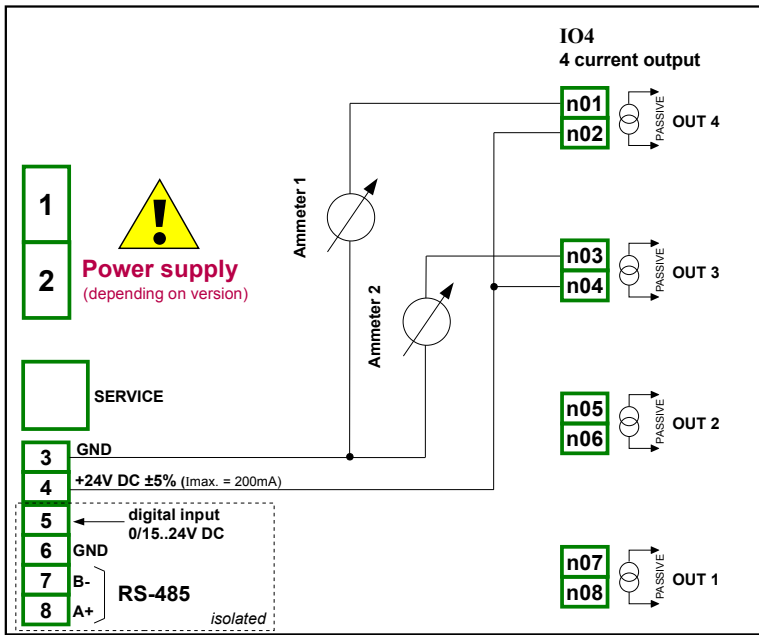 IO4
4 current output
n01
n02
PASSIVE
OUT 4
Ammeter 1
1
2
!
Power supply
(depending on version)
n03
n04
PASSIVE
OUT 3
Ammeter 2
SERVICE
n05
n06
PASSIVE
OUT 2
3 GND
4 +24V DC ±5% (Imax. = 200mA)
5 digital input
0/15..24V DC
6 GND
7 B-
8 A+
RS-485
isolated
n07
n08
PASSIVE
OUT 1